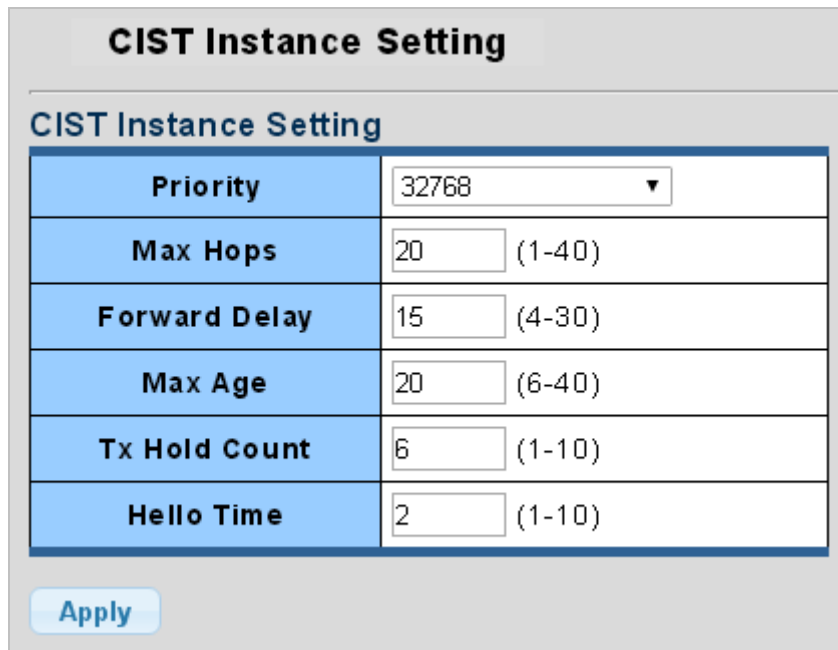 CIST Instance Setting
CIST Instance Setting
Priority 32768
Max Hops 20 (1-40)
Forward Delay 15 (4-30)
Max Age 20 (6-40)
Tx Hold Count 6 (1-10)
Hello Time 2 (1-10)
Apply